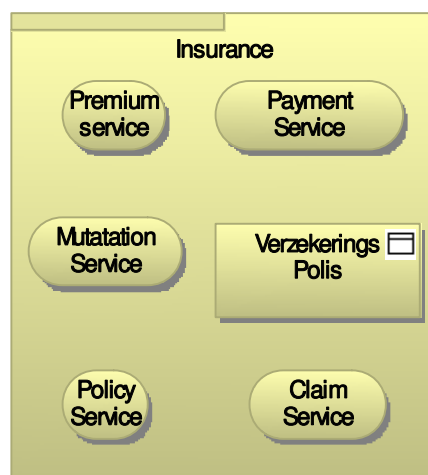 Insurance
Premium
service
Payment
Service
Mutatation
Service
Verzekerings
Polis
Policy
Service
Claim
Service